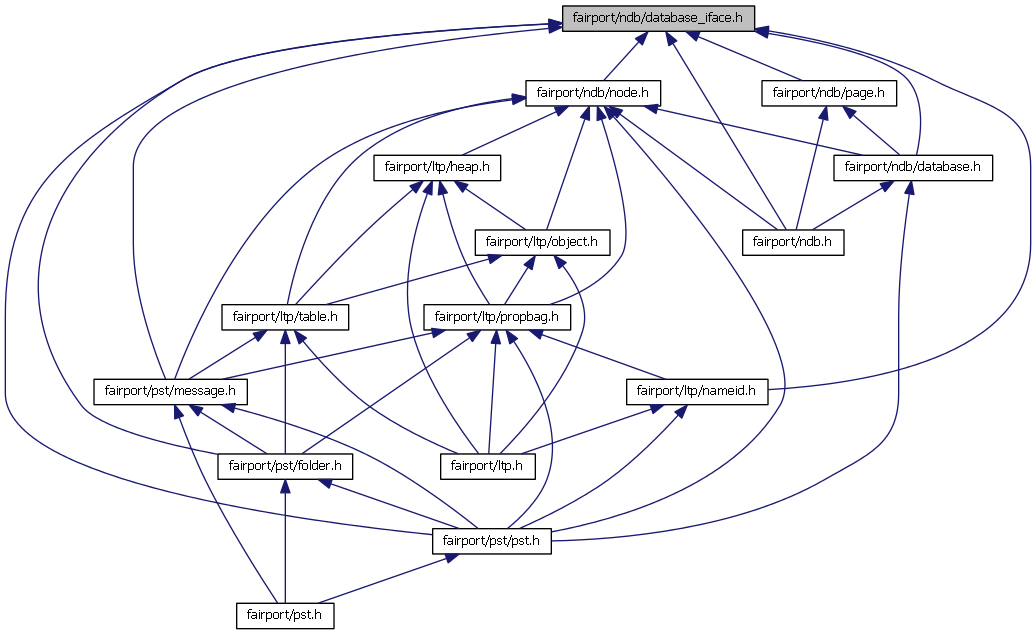 fairport/ndb/database_iface.h
fairport/ndb/node.h
fairport/ndb/page.h
fairport/ltp/heap.h
fairport/ndb/database.h
fairport/ltp/object.h
fairport/ndb.h
fairport/ltp/table.h
fairport/ltp/propbag.h
fairport/pst/message.h
fairport/ltp/nameid.h
fairport/pst/folder.h
fairport/ltp.h
fairport/pst/pst.h
fairport/pst.h